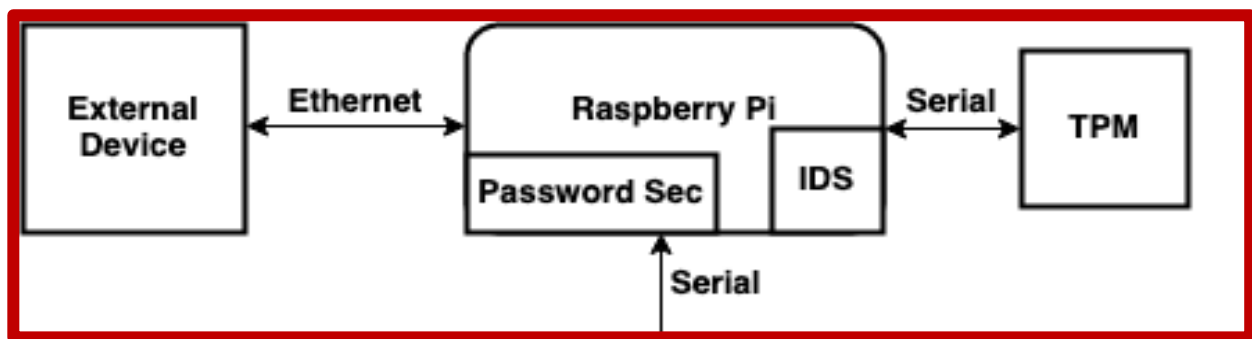 External
Device
Ethernet
Raspberry Pi
Serial
TPM
Password Sec
IDS
Serial